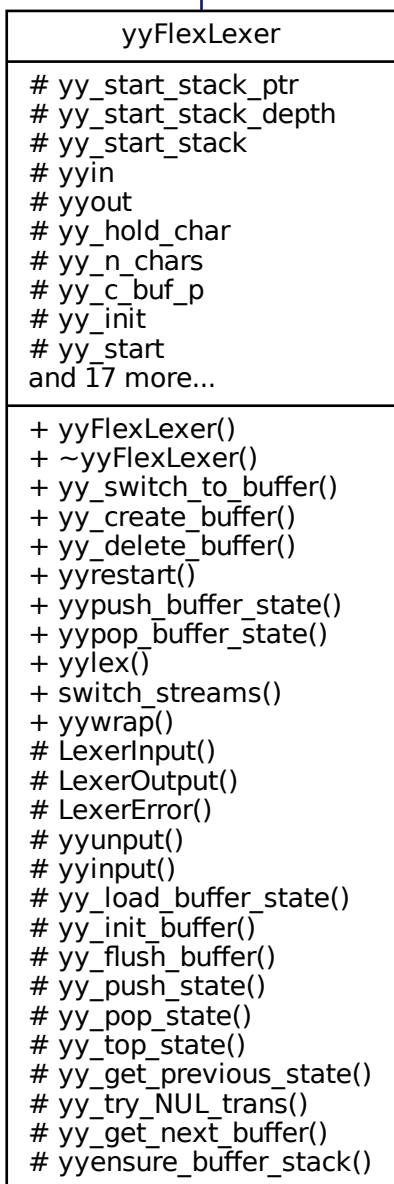 yyFlexLexer
# yy_start_stack_ptr
# yy_start_stack_depth
# yy_start_stack
# yyin
# yyout
# yy_hold_char
# yy_n_chars
# yy_c_buf_p
# yy_init
# yy_start
and 17 more...
+ yyFlexLexer()
+ ~yyFlexLexer()
+ yy_switch_to_buffer()
+ yy_create_buffer()
+ yy_delete_buffer()
+ yyrestart()
+ yypush_buffer_state()
+ yypop_buffer_state()
+ yylex()
+ switch_streams()
+ yywrap()
# LexerInput()
# LexerOutput()
# LexerError()
# yyunput()
# yyinput()
# yy_load_buffer_state()
# yy_init_buffer()
# yy_flush_buffer()
# yy_push_state()
# yy_pop_state()
# yy_top_state()
# yy_get_previous_state()
# yy_try_NUL_trans()
# yy_get_next_buffer()
# yyensure_buffer_stack()